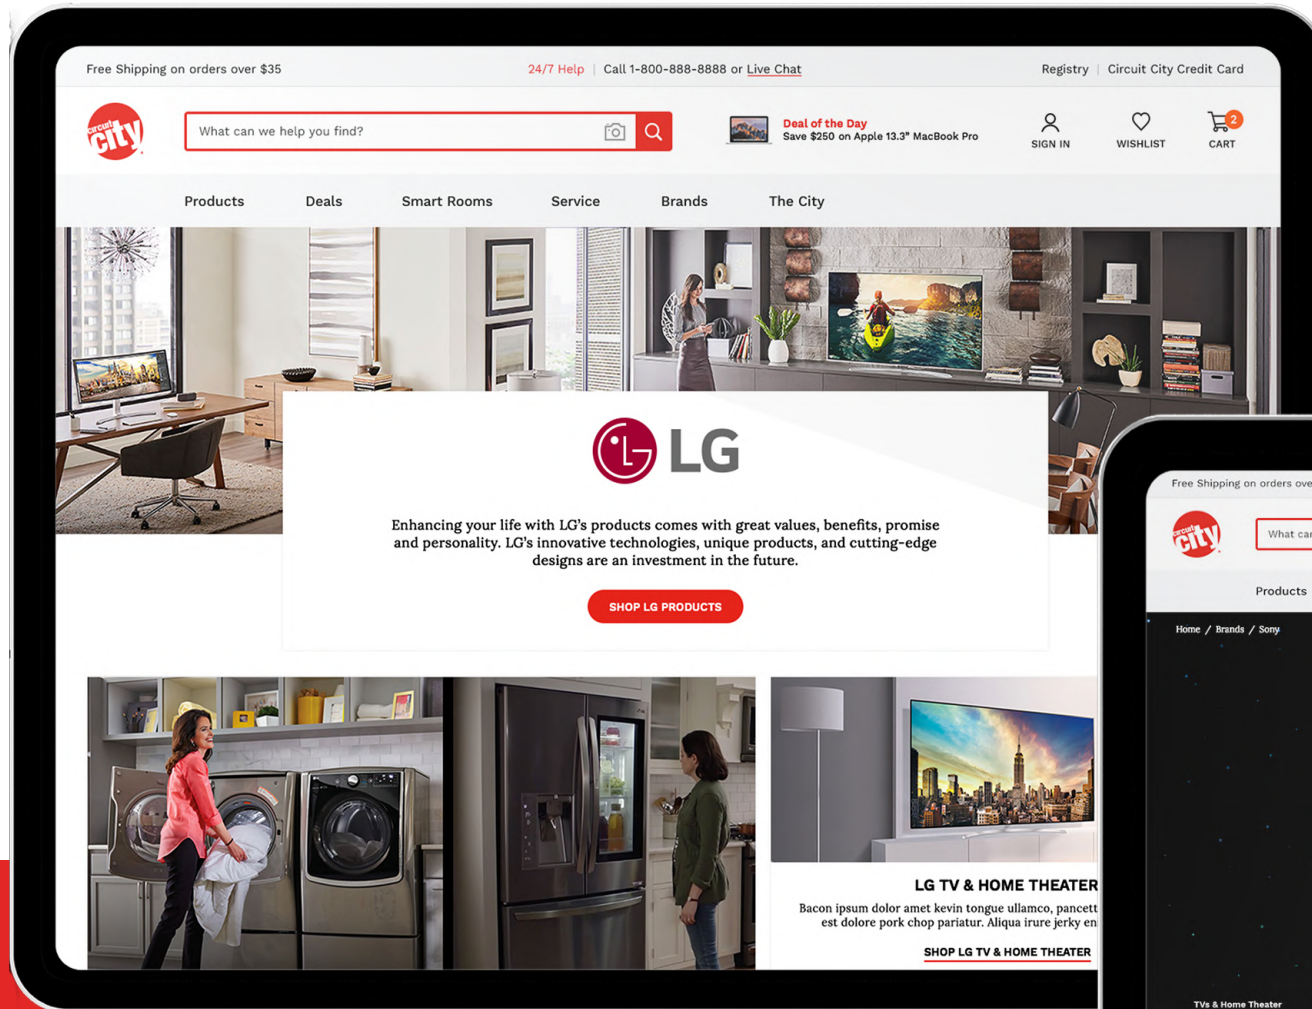 Free Shipping on orders over $35
24/7 Help | Call 1-800-888-8888 or Live Chat
Registry | Circuit City Credit Card
circuit
city
What can we help you find?
Deal of the Day
Save $250 on Apple 13.3" MacBook Pro
SIGN IN
WISHLIST
2
CART
Products
Deals
Smart Rooms
Service
Brands
The City
LG
Enhancing your life with LG's products comes with great values, benefits, promise
and personality. LG's innovative technologies, unique products, and cutting-edge
designs are an investment in the future.
SHOP LG PRODUCTS
LG TV & HOME THEATER
Bacon ipsum dolor amet kevin tongue ullamco, pancett
est dolore pork chop pariatur. Aliqua irure jerky en
SHOP LG TV & HOME THEATER
Free Shipping on orders ove
circuit
city
What can
Products
Home / Brands / Sony
TVs & Home Theater